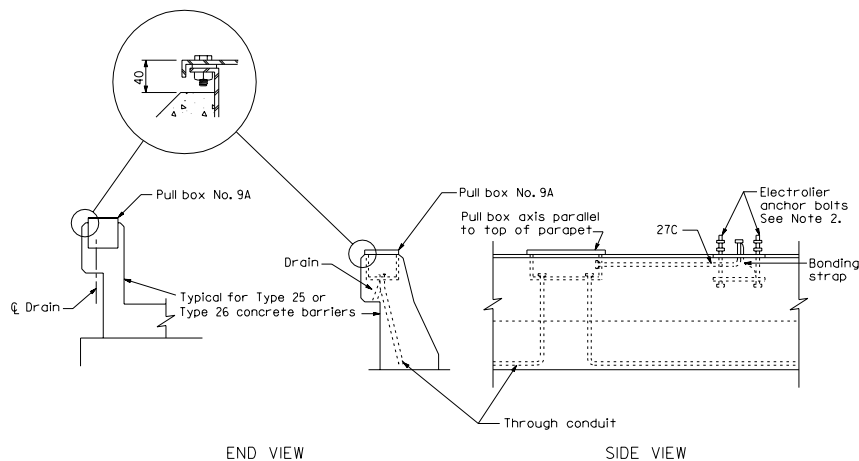 40
Pull box No. 9A
Pull box No. 9A
Electrolier
anchor bolts
See Note 2.
Pull box axis parallel
to top of parapet
27C
Drain
Bonding
strap
℄ Drain
Typical for Type 25 or
Type 26 concrete barriers
Through conduit
END VIEW
SIDE VIEW